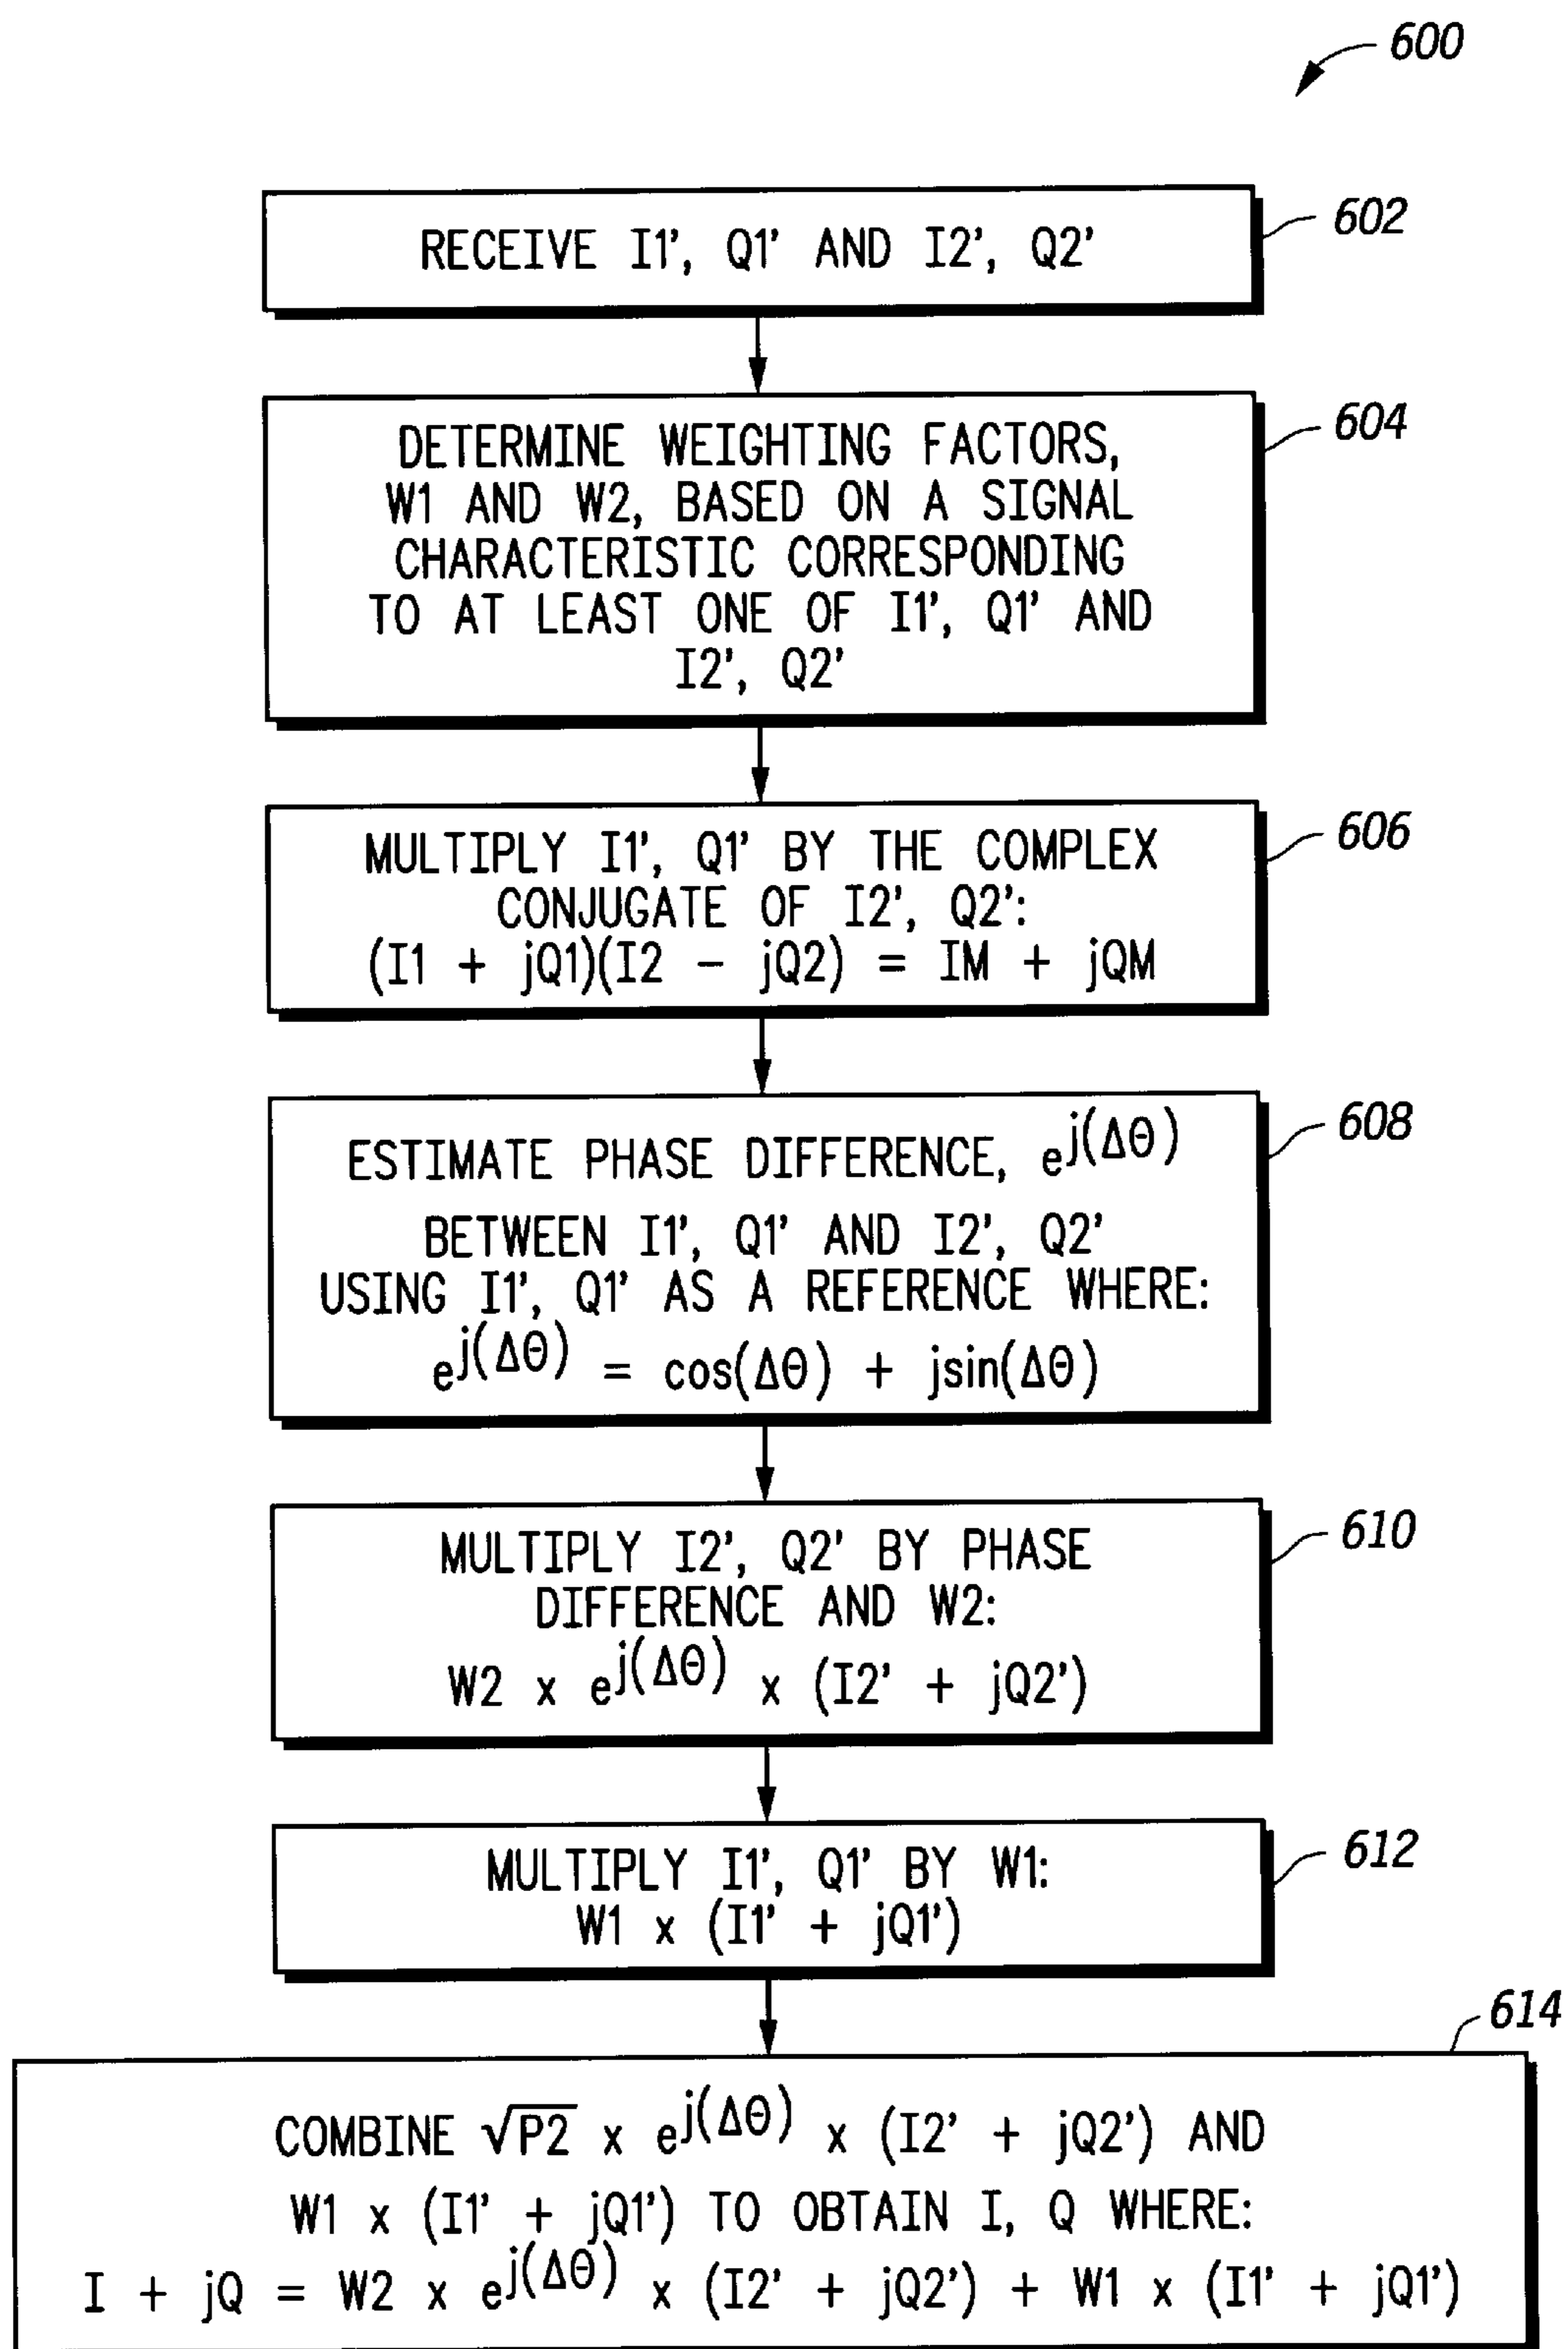 600
602
RECEIVE I1', Q1' AND I2', Q2'
604
DETERMINE WEIGHTING FACTORS,
W1 AND W2, BASED ON A SIGNAL
CHARACTERISTIC CORRESPONDING
TO AT LEAST ONE OF I1', Q1' AND
I2', Q2'
606
MULTIPLY I1', Q1' BY THE COMPLEX
CONJUGATE OF I2', Q2':
(I1 + jQ1)(I2 - jQ2) = IM + jQM
608
ESTIMATE PHASE DIFFERENCE, e^j(ΔΘ)
BETWEEN I1', Q1' AND I2', Q2'
USING I1', Q1' AS A REFERENCE WHERE:
e^j(ΔΘ) = cos(ΔΘ) + jsin(ΔΘ)
610
MULTIPLY I2', Q2' BY PHASE
DIFFERENCE AND W2:
W2 x e^j(ΔΘ) x (I2' + jQ2')
612
MULTIPLY I1', Q1' BY W1:
W1 x (I1' + jQ1')
614
COMBINE √P2 x e^j(ΔΘ) x (I2' + jQ2') AND
W1 x (I1' + jQ1') TO OBTAIN I, Q WHERE:
I + jQ = W2 x e^j(ΔΘ) x (I2' + jQ2') + W1 x (I1' + jQ1')